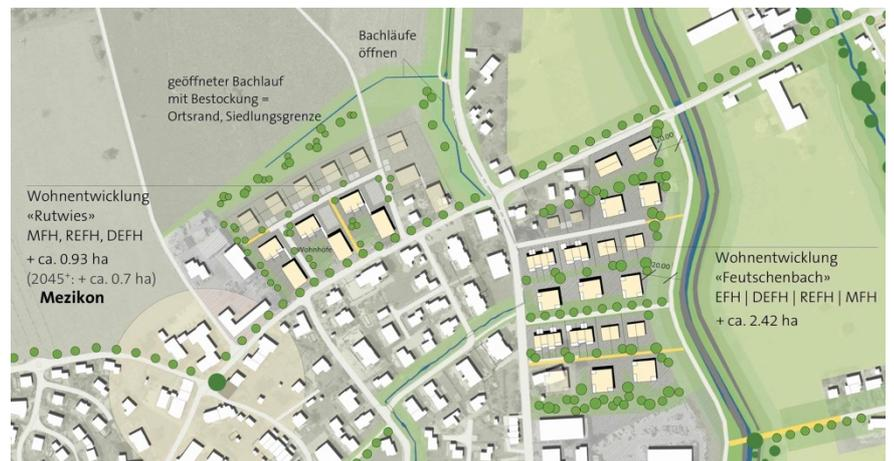 Bachläufe
öffnen
geöffneter Bachlauf
mit Bestockung =
Ortsrand, Siedlungsgrenze
Wohnentwicklung
«Rutwies»
MFH, REFH, DEFH
+ ca. 0.93 ha
(2045⁺: + ca. 0.7 ha)
Mezikon
Wohnhöfe
20.00
20.00
Wohnentwicklung
«Feutschenbach»
EFH | DEFH | REFH | MFH
+ ca. 2.42 ha